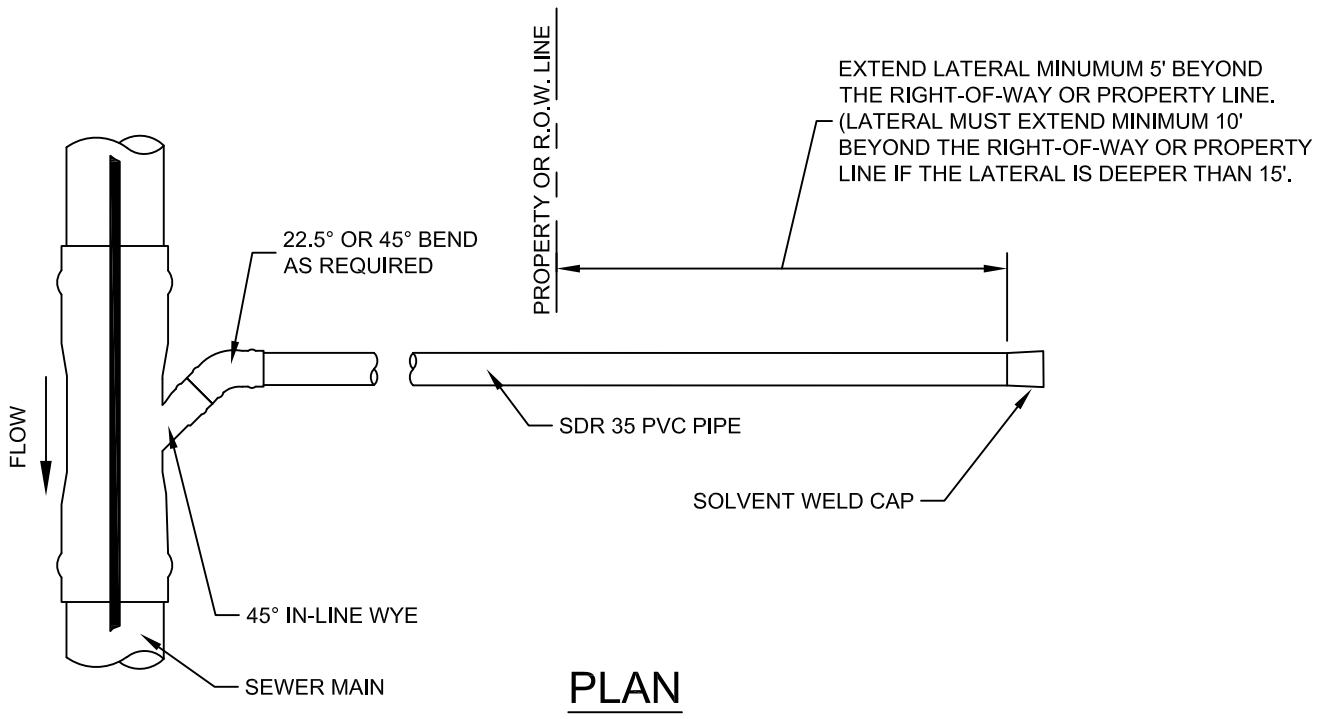 PROPERTY OR R.O.W. LINE
EXTEND LATERAL MINUMUM 5' BEYOND
THE RIGHT-OF-WAY OR PROPERTY LINE.
(LATERAL MUST EXTEND MINIMUM 10'
BEYOND THE RIGHT-OF-WAY OR PROPERTY
LINE IF THE LATERAL IS DEEPER THAN 15'.
22.5° OR 45° BEND
AS REQUIRED
FLOW
SDR 35 PVC PIPE
SOLVENT WELD CAP
45° IN-LINE WYE
SEWER MAIN
PLAN